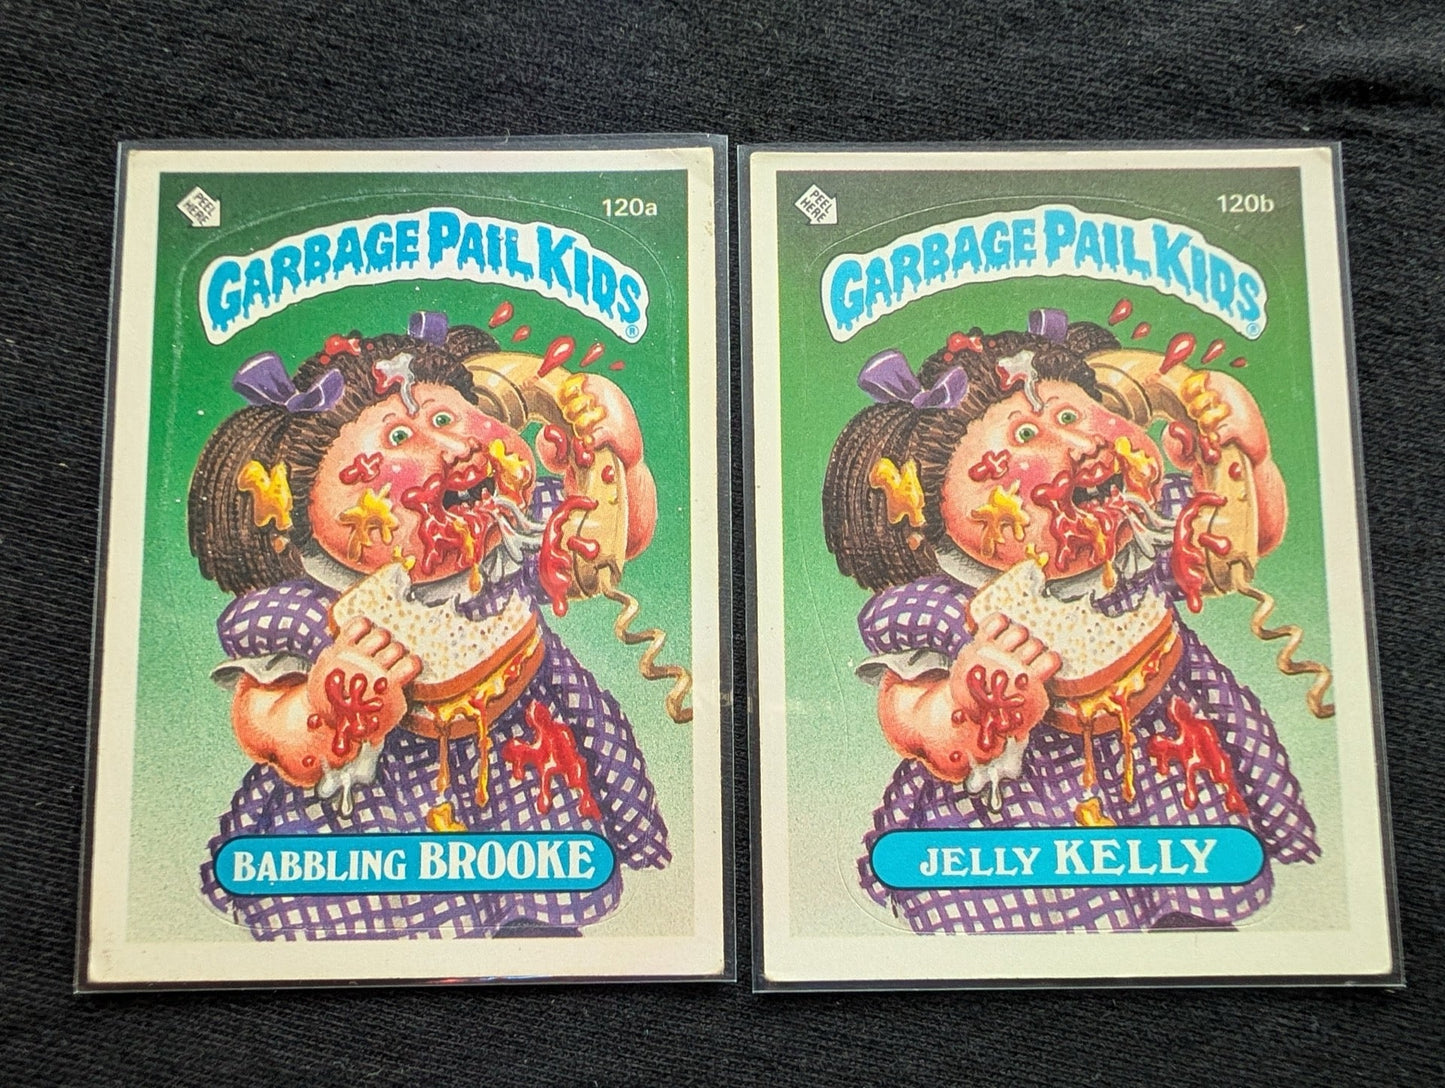 PEEL HERE
120a
GARBAGE PAIL KIDS®
BABBLING BROOKE
PEEL HERE
120b
GARBAGE PAIL KIDS®
JELLY KELLY